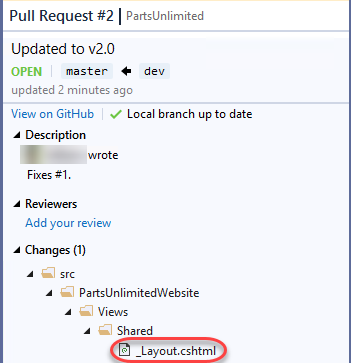 Pull Request #2 | PartsUnlimited
Updated to v2.0
OPEN | master ← dev
updated 2 minutes ago
View on GitHub | ✓ Local branch up to date
Description
wrote
Fixes #1.
Reviewers
Add your review
Changes (1)
src
PartsUnlimitedWebsite
Views
Shared
_Layout.cshtml